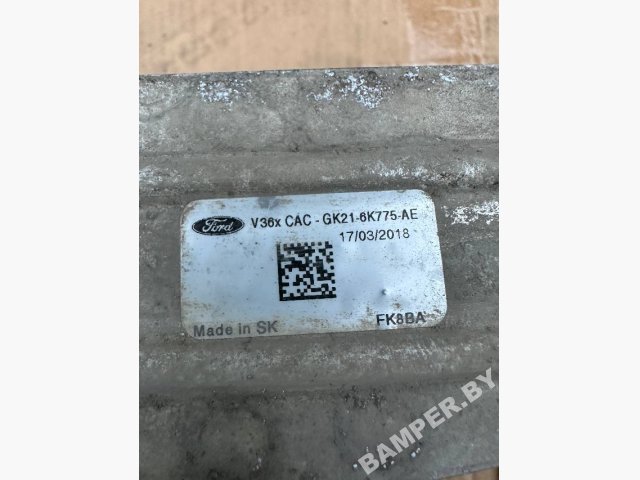 Ford
V36x CAC - GK21-6K775-AE
17/03/2018
Made in SK
FK8BA
BAMPER.BY